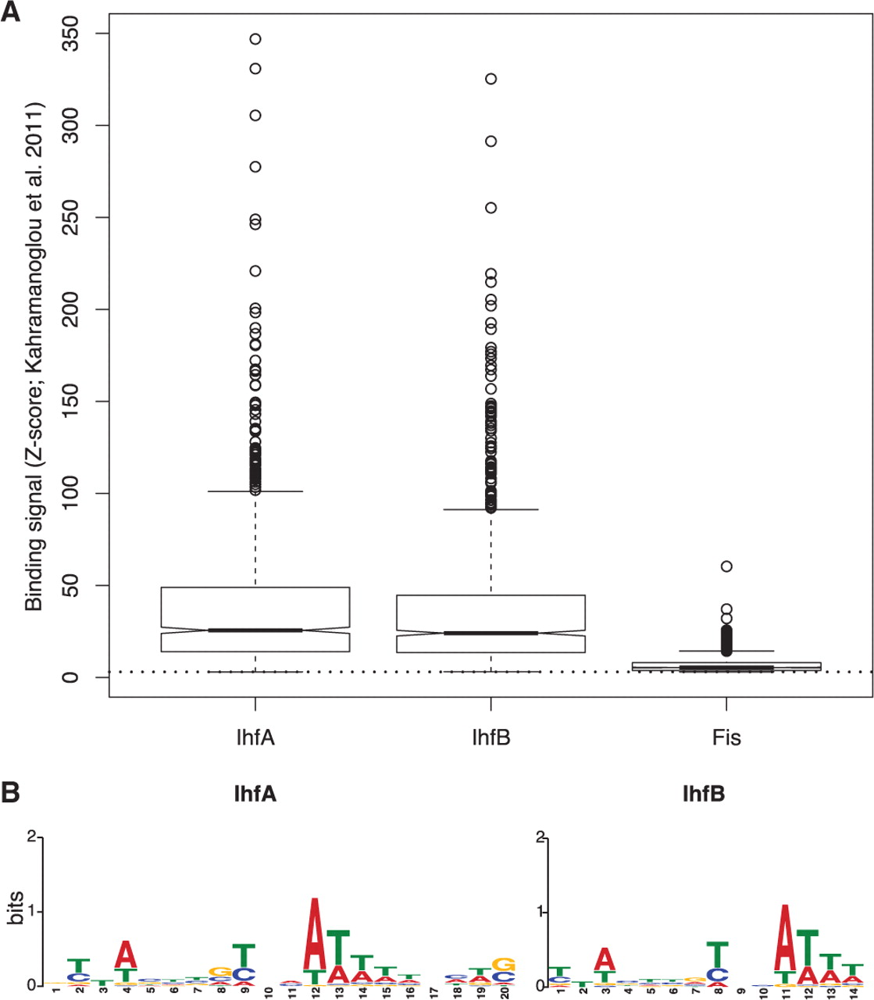 A
Binding signal (Z-score; Kahramanoglou et al. 2011)
350
300
250
200
150
100
50
0
IhfA IhfB Fis
B
IhfA IhfB
bits
2
1
0
1 2 3 4 5 6 7 8 9 10 11 12 13 14 15 16 17 18 19 20
2
1
0
1 2 3 4 5 6 7 8 9 10 11 12 13 14